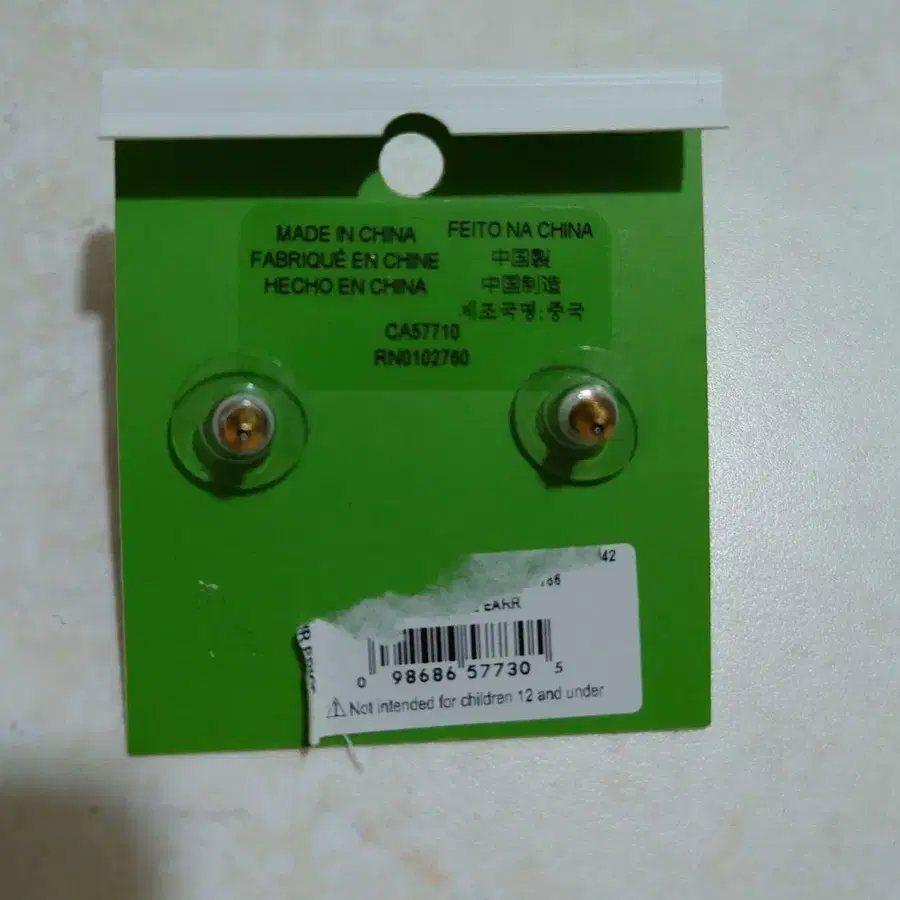 MADE IN CHINA
FABRIQUÉ EN CHINE
HECHO EN CHINA
FEITO NA CHINA
中国製
中国制造
제조국명:중국
CA57710
RN0102760
42
EARR
0 98686 57730 5
⚠ Not intended for children 12 and under